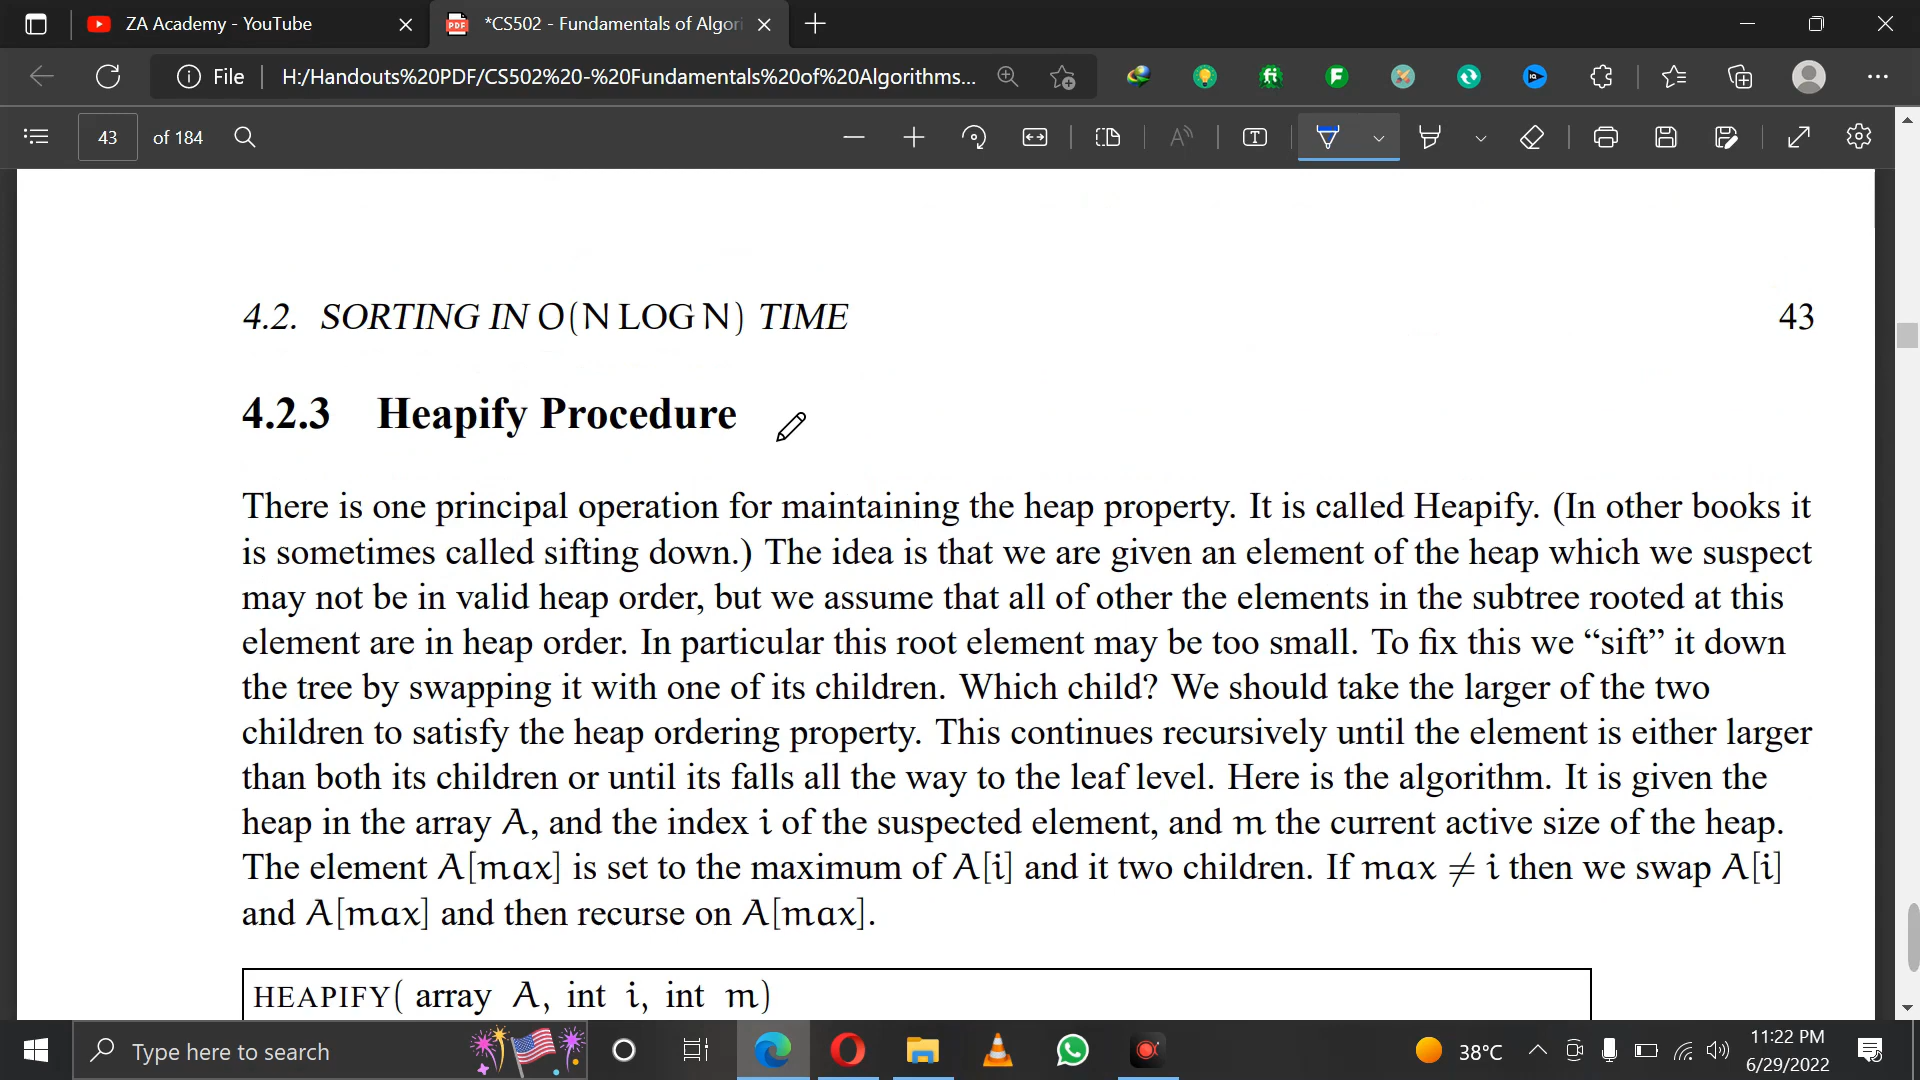 ZA Academy - YouTube
*CS502 - Fundamentals of Algori
File
H:/Handouts%20PDF/CS502%20-%20Fundamentals%20of%20Algorithms...
43 of 184
4.2. SORTING IN O(N LOG N) TIME 43
4.2.3 Heapify Procedure
There is one principal operation for maintaining the heap property. It is called Heapify. (In other books it
is sometimes called sifting down.) The idea is that we are given an element of the heap which we suspect
may not be in valid heap order, but we assume that all of other the elements in the subtree rooted at this
element are in heap order. In particular this root element may be too small. To fix this we “sift” it down
the tree by swapping it with one of its children. Which child? We should take the larger of the two
children to satisfy the heap ordering property. This continues recursively until the element is either larger
than both its children or until its falls all the way to the leaf level. Here is the algorithm. It is given the
heap in the array A, and the index i of the suspected element, and m the current active size of the heap.
The element A[max] is set to the maximum of A[i] and it two children. If max ≠ i then we swap A[i]
and A[max] and then recurse on A[max].
HEAPIFY( array A, int i, int m)
Type here to search
38°C
11:22 PM
6/29/2022